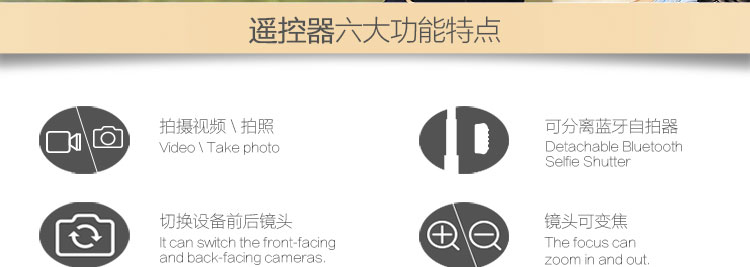 遥控器六大功能特点
拍摄视频 \ 拍照
Video \ Take photo
可分离蓝牙自拍器
Detachable Bluetooth
Selfie Shutter
切换设备前后镜头
It can switch the front-facing
and back-facing cameras.
镜头可变焦
The focus can
zoom in and out.